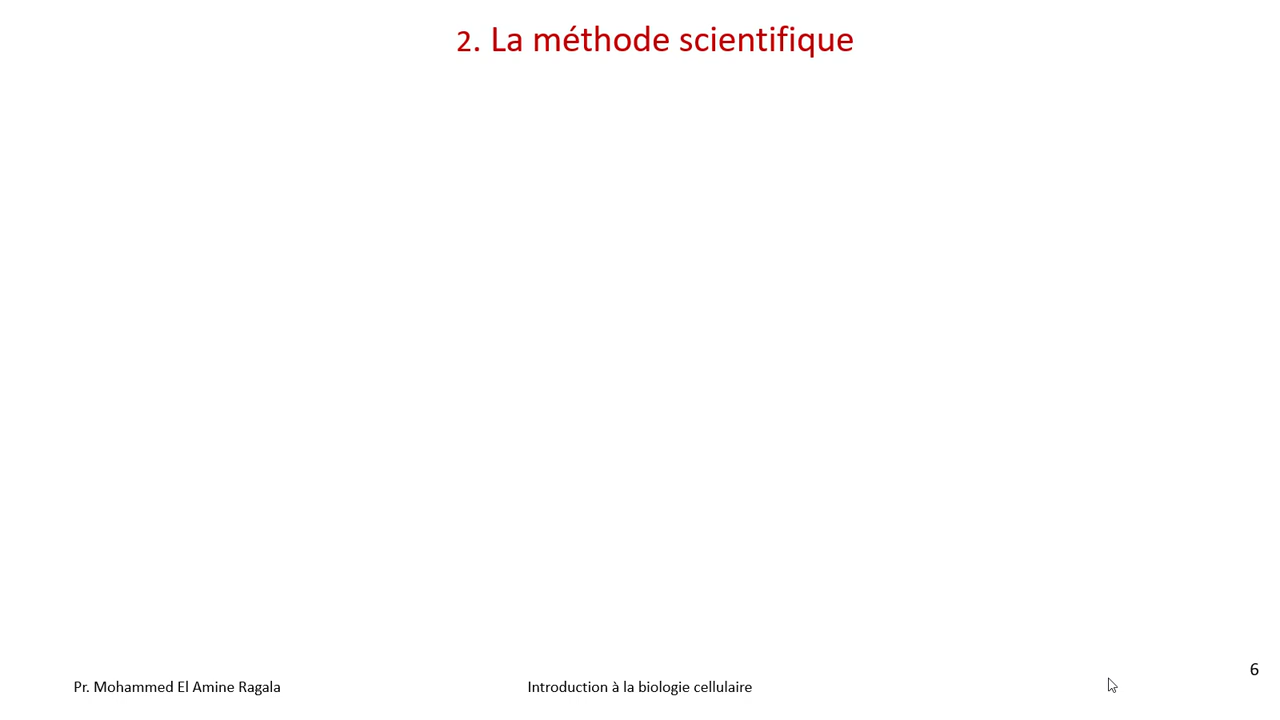 2. La méthode scientifique
6
Pr. Mohammed El Amine Ragala
Introduction à la biologie cellulaire